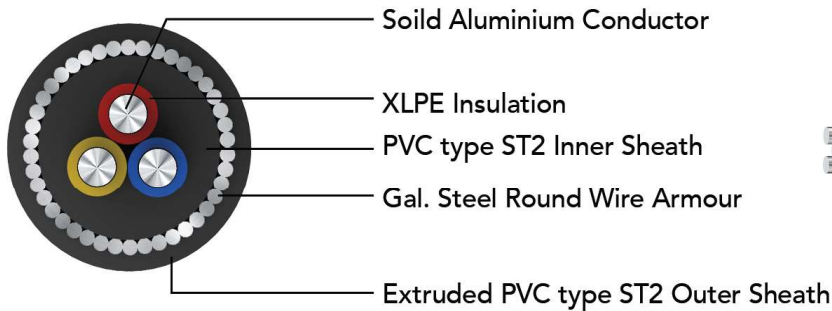 Soild Aluminium Conductor
XLPE Insulation
PVC type ST2 Inner Sheath
Gal. Steel Round Wire Armour
Extruded PVC type ST2 Outer Sheath